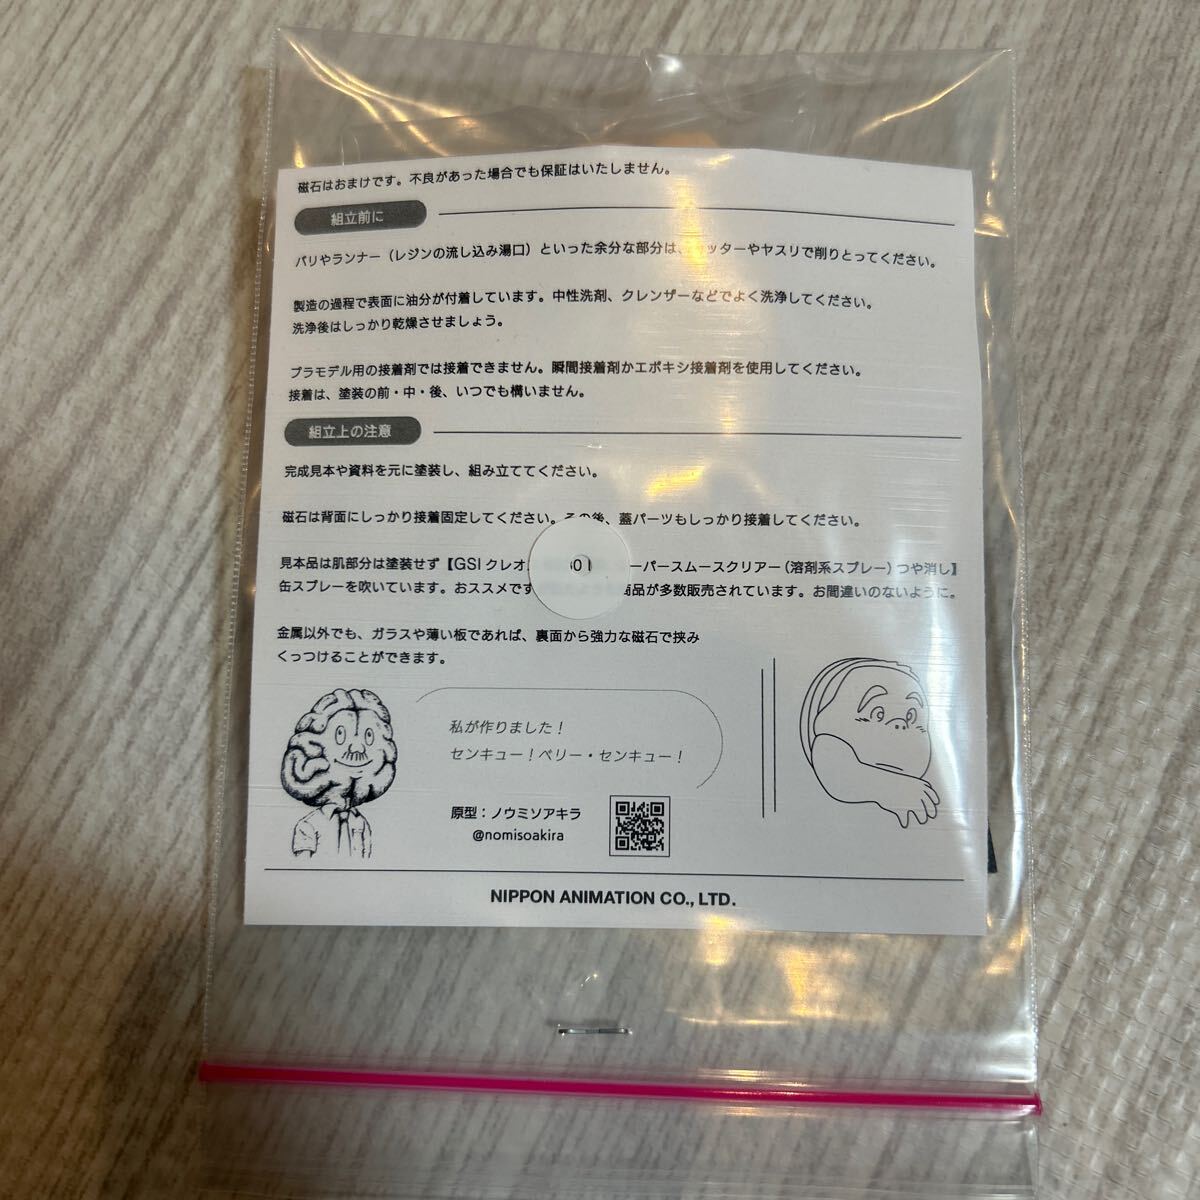 磁石はおまけです。不良があった場合でも保証はいたしません。
組立前に
バリやランナー（レジンの流し込み湯口）といった余分な部分は、ッターやヤスリで削りとってください。
製造の過程で表面に油分が付着しています。中性洗剤、クレンザーなどでよく洗浄してください。
洗浄後はしっかり乾燥させましょう。
プラモデル用の接着剤では接着できません。瞬間接着剤かエポキシ接着剤を使用してください。
接着は、塗装の前・中・後、いつでも構いません。
組立上の注意
完成見本や資料を元に塗装し、組み立ててください。
磁石は背面にしっかり接着固定してください。その後、蓋パーツもしっかり接着してください。
見本品は肌部分は塗装せず【GSIクレオ ーパースムースクリアー（溶剤系スプレー）つや消し】
缶スプレーを吹いています。おススメです 商品が多数販売されています。お間違いのないように。
金属以外でも、ガラスや薄い板であれば、裏面から強力な磁石で挟み
くっつけることができます。
私が作りました！
センキュー！ベリー・センキュー！
原型：ノウミソアキラ
@nomisoakira
NIPPON ANIMATION CO., LTD.